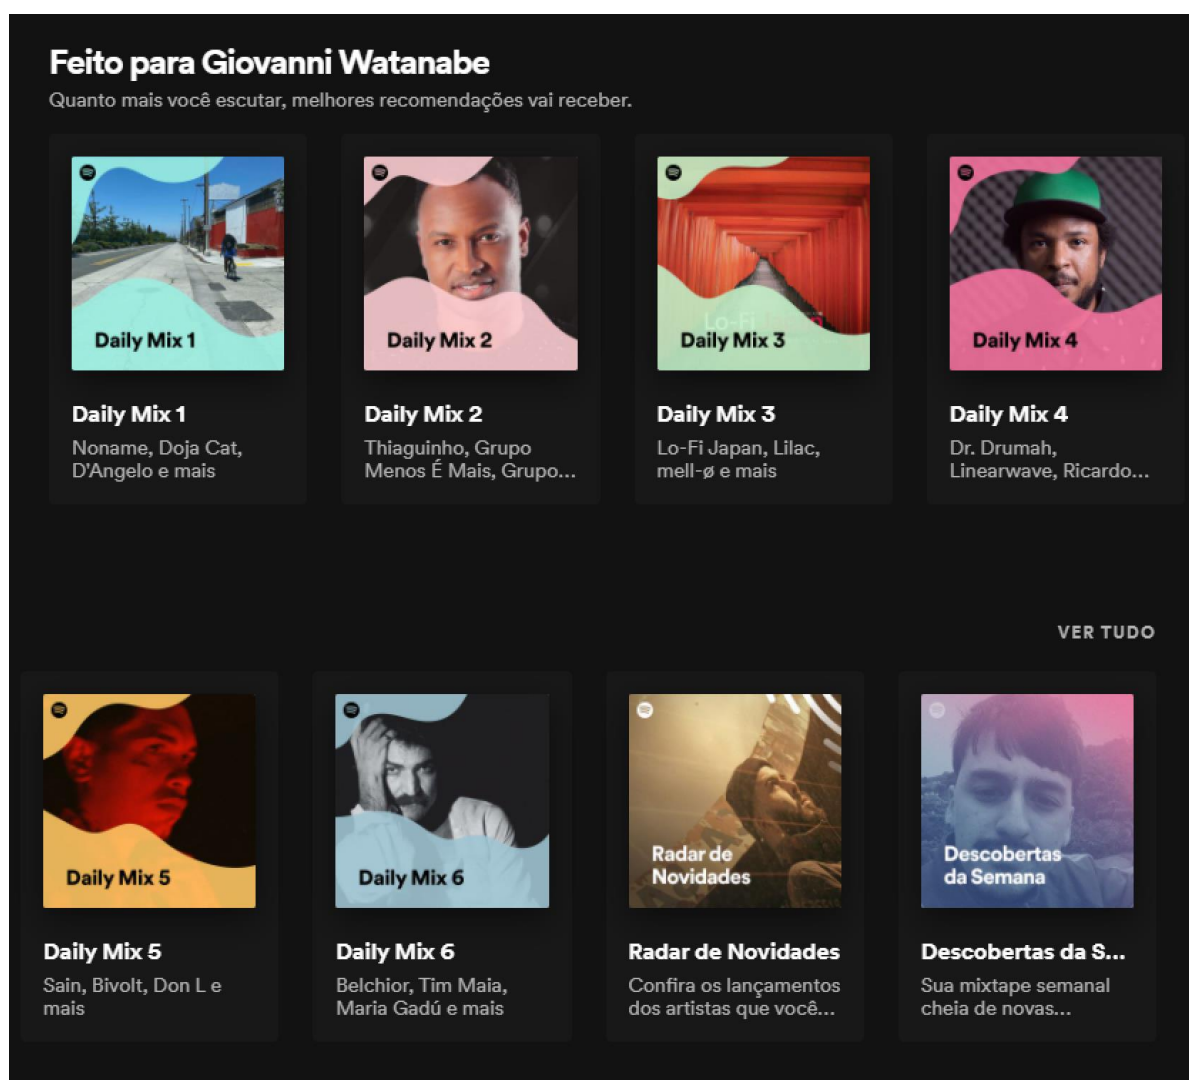 Feito para Giovanni Watanabe
Quanto mais você escutar, melhores recomendações vai receber.
Daily Mix 1
Daily Mix 2
Lo-Fi
Daily Mix 3
Daily Mix 4
Daily Mix 1
Noname, Doja Cat,
D'Angelo e mais
Daily Mix 2
Thiaguinho, Grupo
Menos É Mais, Grupo...
Daily Mix 3
Lo-Fi Japan, Lilac,
mell-ø e mais
Daily Mix 4
Dr. Drumah,
Linearwave, Ricardo...
VER TUDO
Daily Mix 5
Daily Mix 6
Radar de
Novidades
Descobertas
da Semana
Daily Mix 5
Sain, Bivolt, Don L e
mais
Daily Mix 6
Belchior, Tim Maia,
Maria Gadú e mais
Radar de Novidades
Confira os lançamentos
dos artistas que você...
Descobertas da S...
Sua mixtape semanal
cheia de novas...